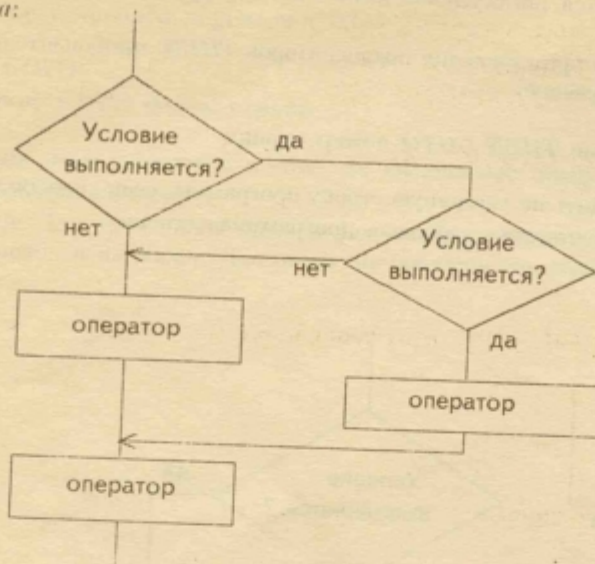 а:
Условие
выполняется?
да
нет
Условие
выполняется?
нет
да
оператор
оператор
оператор